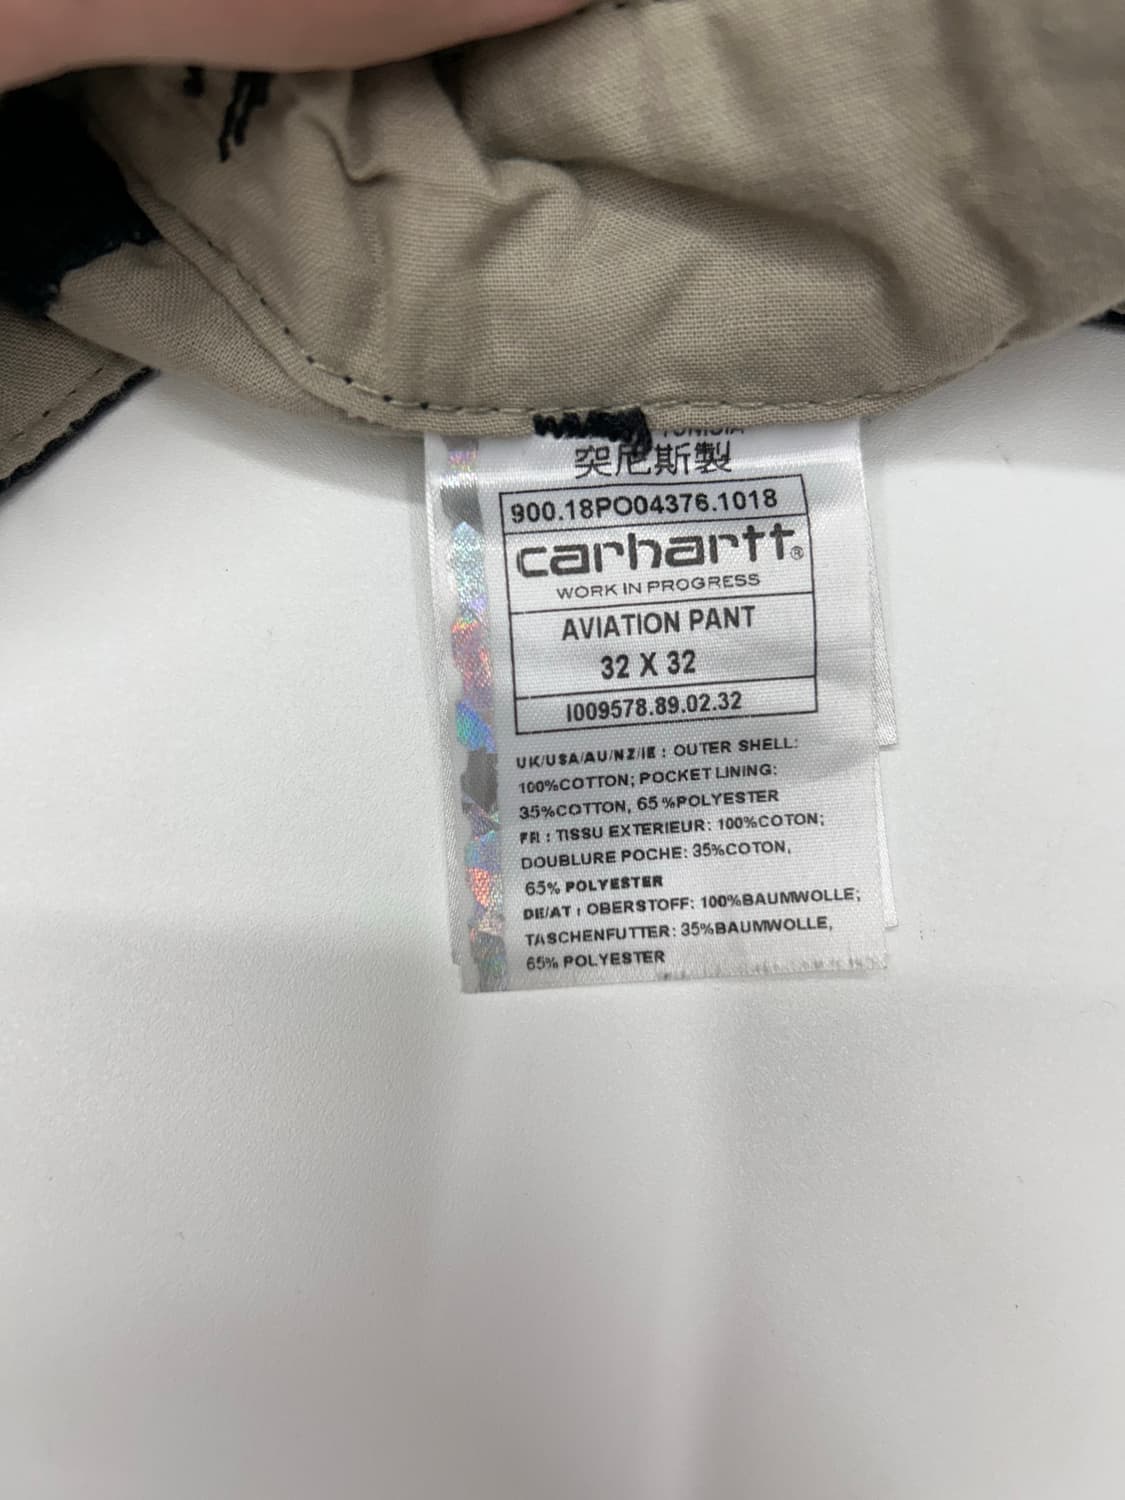 TUNISIA
突尼斯製
900.18PO04376.1018
carhartt®
WORK IN PROGRESS
AVIATION PANT
32 X 32
I009578.89.02.32
UK/USA/AU/NZ/IE : OUTER SHELL:
100%COTTON; POCKET LINING:
35%COTTON, 65%POLYESTER
FR : TISSU EXTERIEUR: 100%COTON;
DOUBLURE POCHE: 35%COTON,
65% POLYESTER
DE/AT : OBERSTOFF: 100%BAUMWOLLE;
TASCHENFUTTER: 35%BAUMWOLLE,
65% POLYESTER